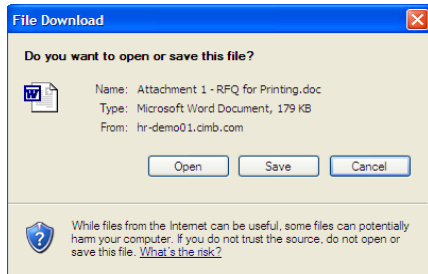 File Download
Do you want to open or save this file?
Name: Attachment 1 - RFQ for Printing.doc
Type: Microsoft Word Document, 179 KB
From: hr-demo01.cimb.com
Open Save Cancel
While files from the Internet can be useful, some files can potentially
harm your computer. If you do not trust the source, do not open or
save this file. What's the risk?